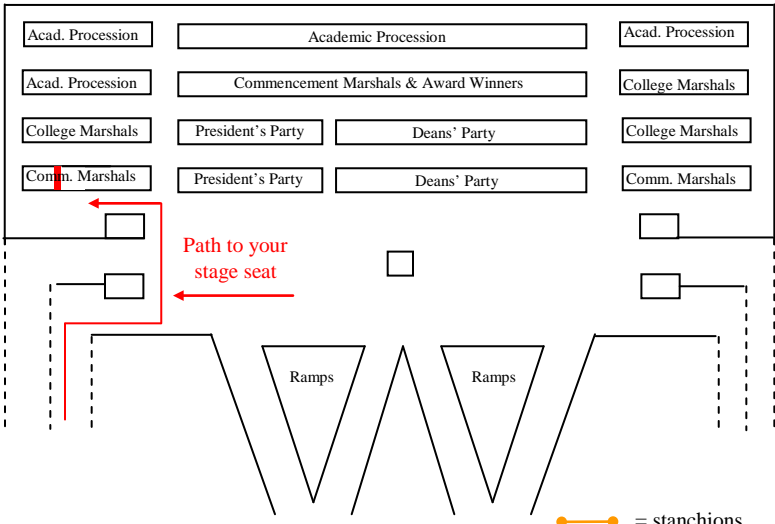 Acad. Procession
Academic Procession
Acad. Procession
Acad. Procession
Commencement Marshals & Award Winners
College Marshals
College Marshals
President's Party
Deans' Party
College Marshals
Comm. Marshals
President's Party
Deans' Party
Comm. Marshals
Path to your
stage seat
Ramps
Ramps
= stanchions